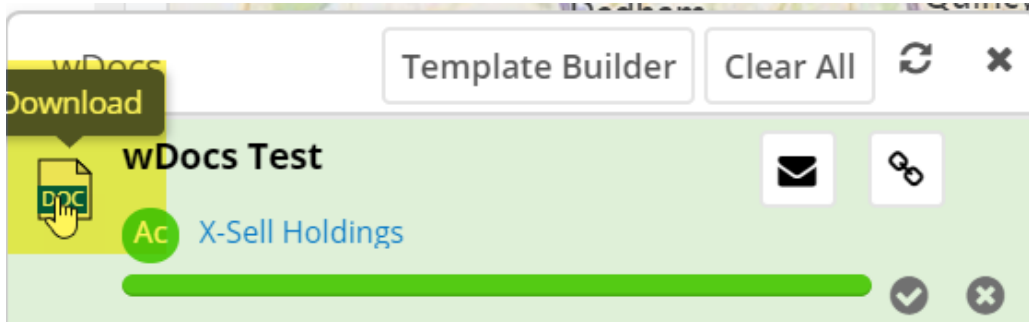 wDocs
Template Builder
Clear All
Download
wDocs Test
DOC
Ac
X-Sell Holdings